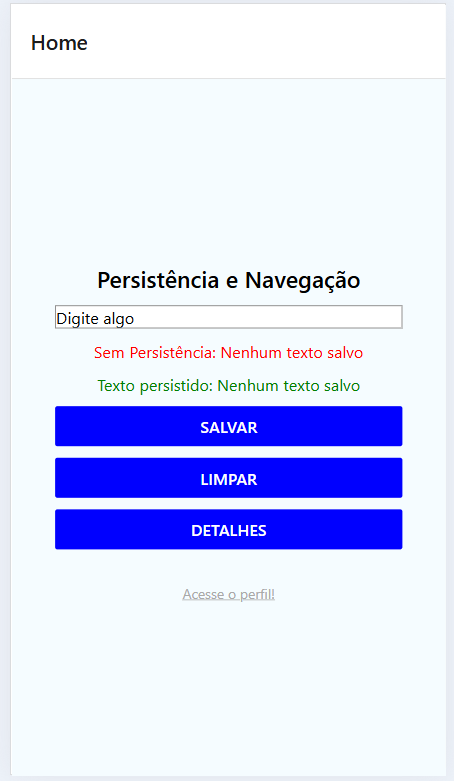 Home
Persistência e Navegação
Digite algo
Sem Persistência: Nenhum texto salvo
Texto persistido: Nenhum texto salvo
SALVAR
LIMPAR
DETALHES
Acesse o perfil!